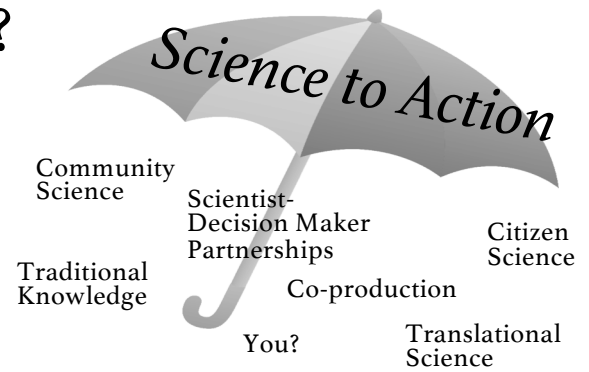 ?
Science to Action
Community
Science
Scientist-
Decision Maker
Partnerships
Citizen
Science
Traditional
Knowledge
Co-production
You?
Translational
Science